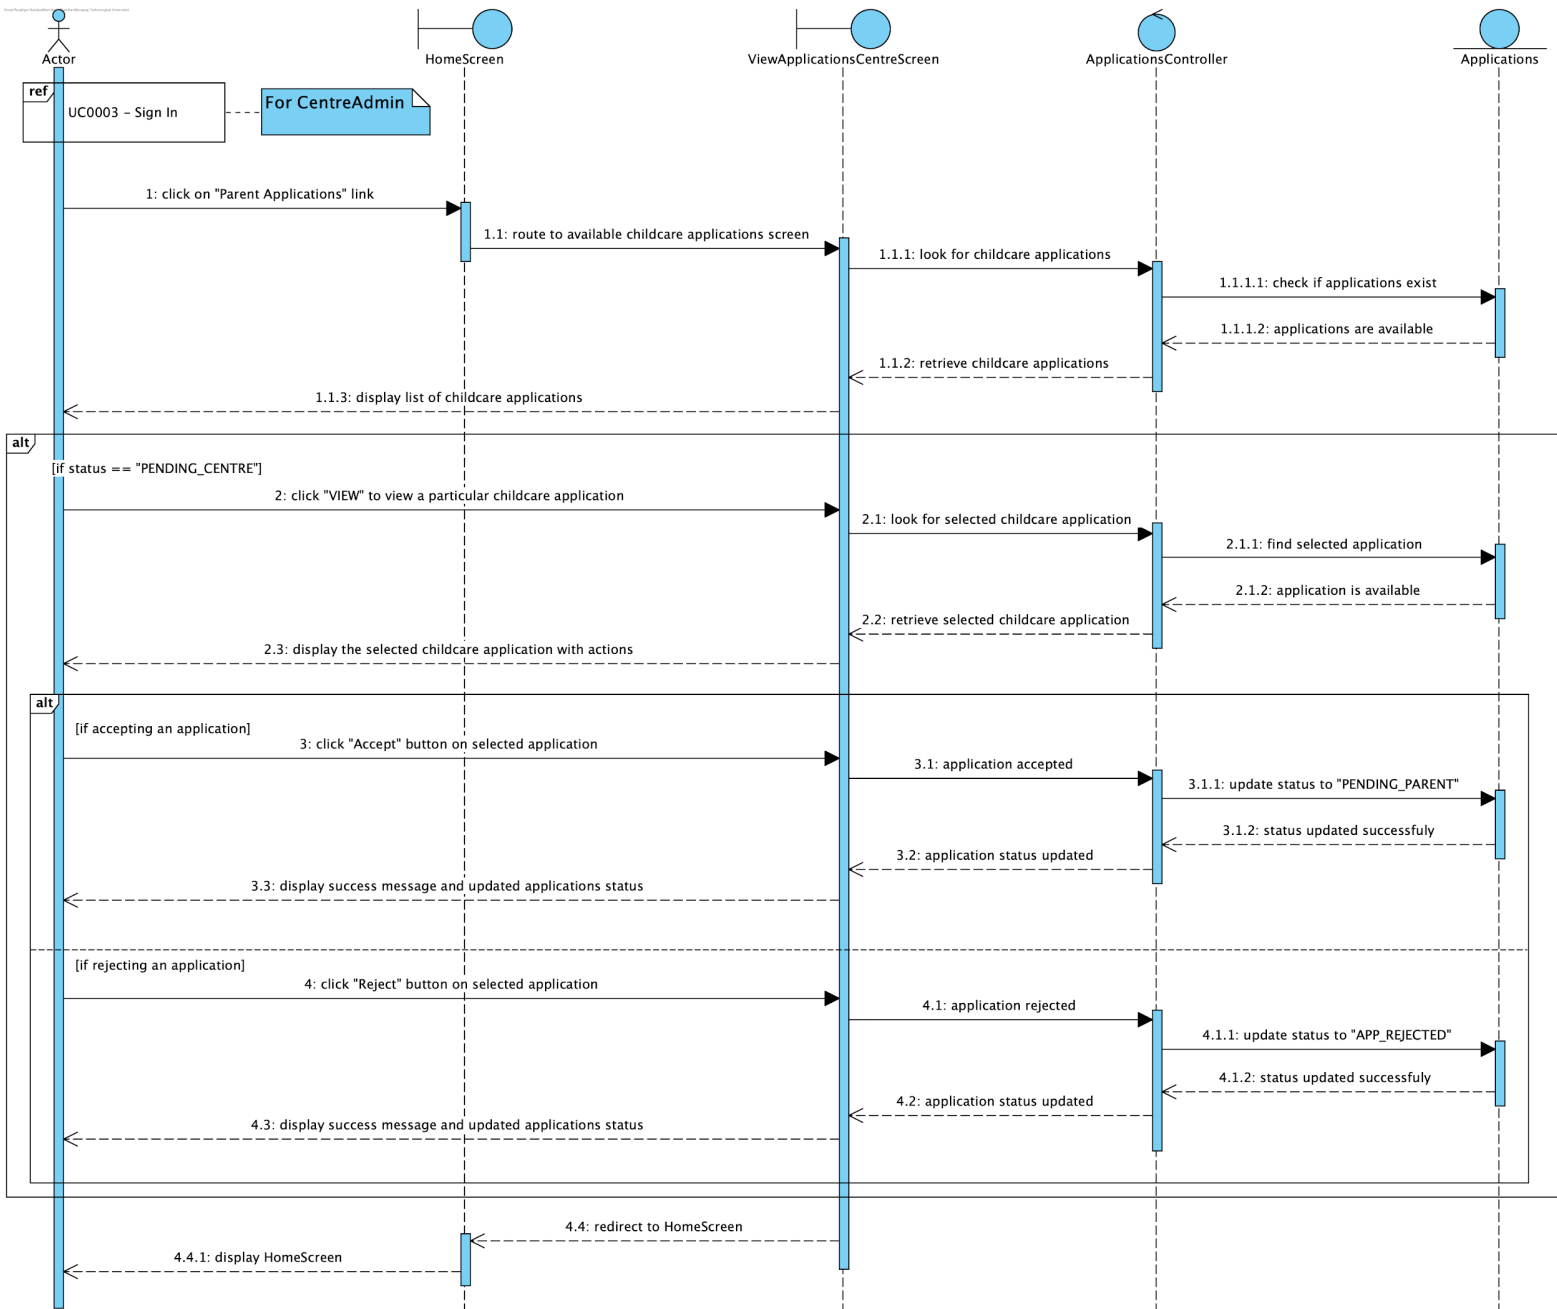 Actor
HomeScreen
ViewApplicationsCentreScreen
ApplicationsController
Applications
ref
UC0003 - Sign In
For CentreAdmin
1: click on "Parent Applications" link
1.1: route to available childcare applications screen
1.1.1: look for childcare applications
1.1.1.1: check if applications exist
1.1.1.2: applications are available
1.1.2: retrieve childcare applications
1.1.3: display list of childcare applications
alt
[if status == "PENDING_CENTRE"]
2: click "VIEW" to view a particular childcare application
2.1: look for selected childcare application
2.1.1: find selected application
2.1.2: application is available
2.2: retrieve selected childcare application
2.3: display the selected childcare application with actions
alt
[if accepting an application]
3: click "Accept" button on selected application
3.1: application accepted
3.1.1: update status to "PENDING_PARENT"
3.1.2: status updated successfuly
3.2: application status updated
3.3: display success message and updated applications status
[if rejecting an application]
4: click "Reject" button on selected application
4.1: application rejected
4.1.1: update status to "APP_REJECTED"
4.1.2: status updated successfuly
4.2: application status updated
4.3: display success message and updated applications status
4.4: redirect to HomeScreen
4.4.1: display HomeScreen